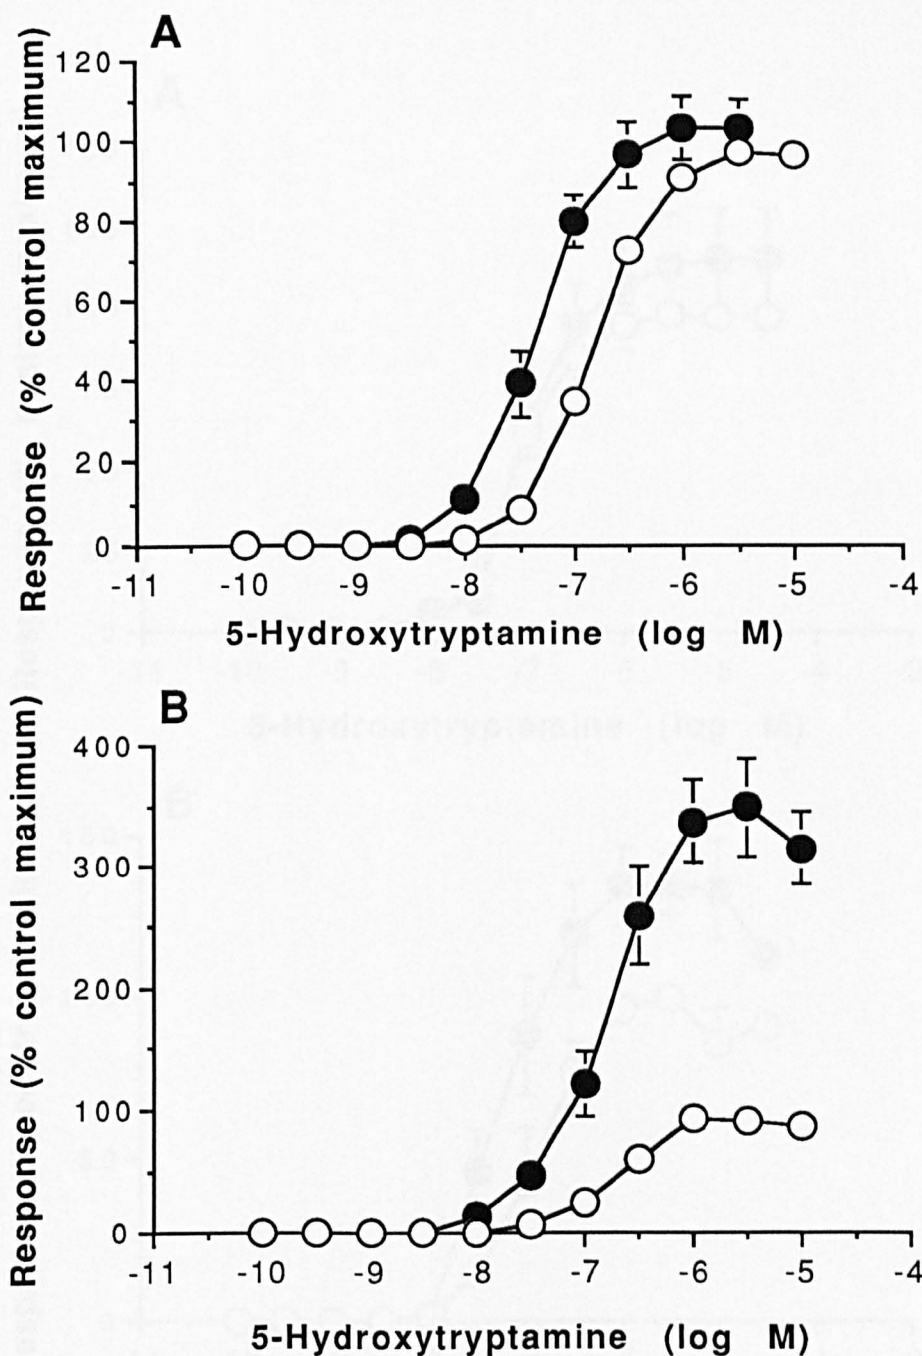 A
Response (% control maximum)
120
100
80
60
40
20
0
-11 -10 -9 -8 -7 -6 -5 -4
5-Hydroxytryptamine (log M)
B
Response (% control maximum)
400
300
200
100
0
-11 -10 -9 -8 -7 -6 -5 -4
5-Hydroxytryptamine (log M)